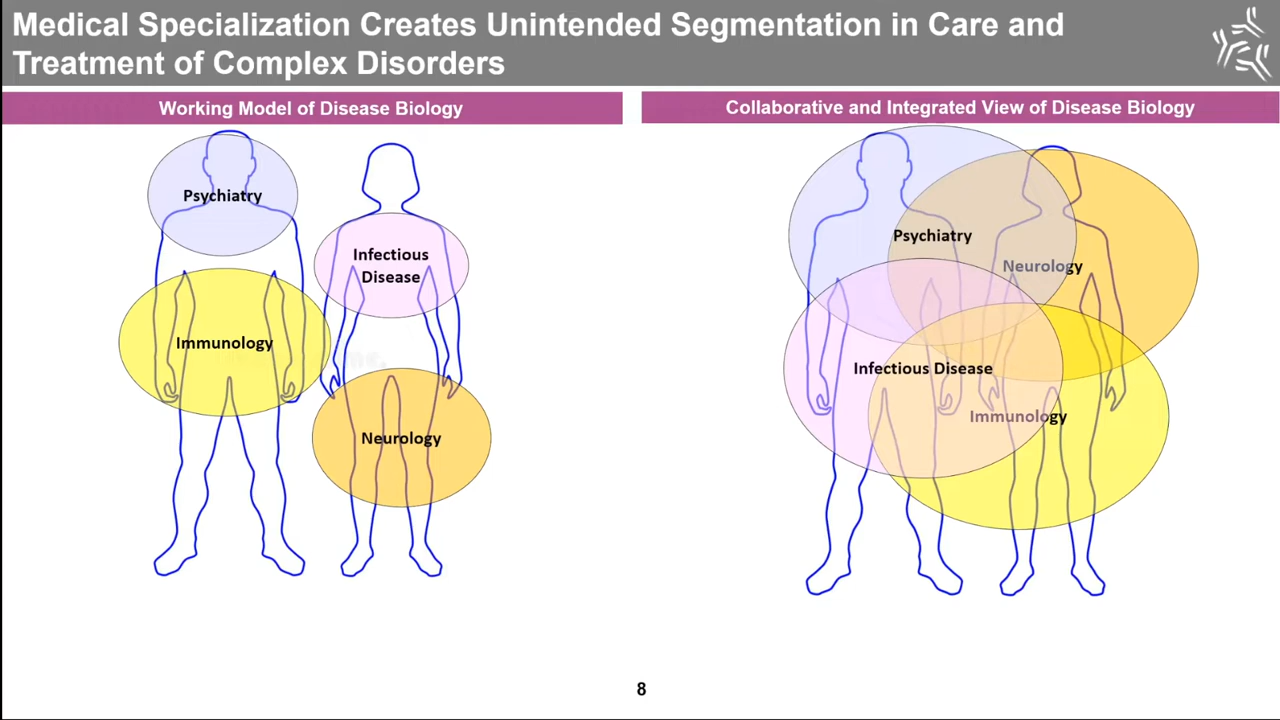 Medical Specialization Creates Unintended Segmentation in Care and
Treatment of Complex Disorders
Working Model of Disease Biology
Psychiatry
Infectious
Disease
Immunology
Neurology
Collaborative and Integrated View of Disease Biology
Psychiatry
Neurology
Infectious Disease
Immunology
8